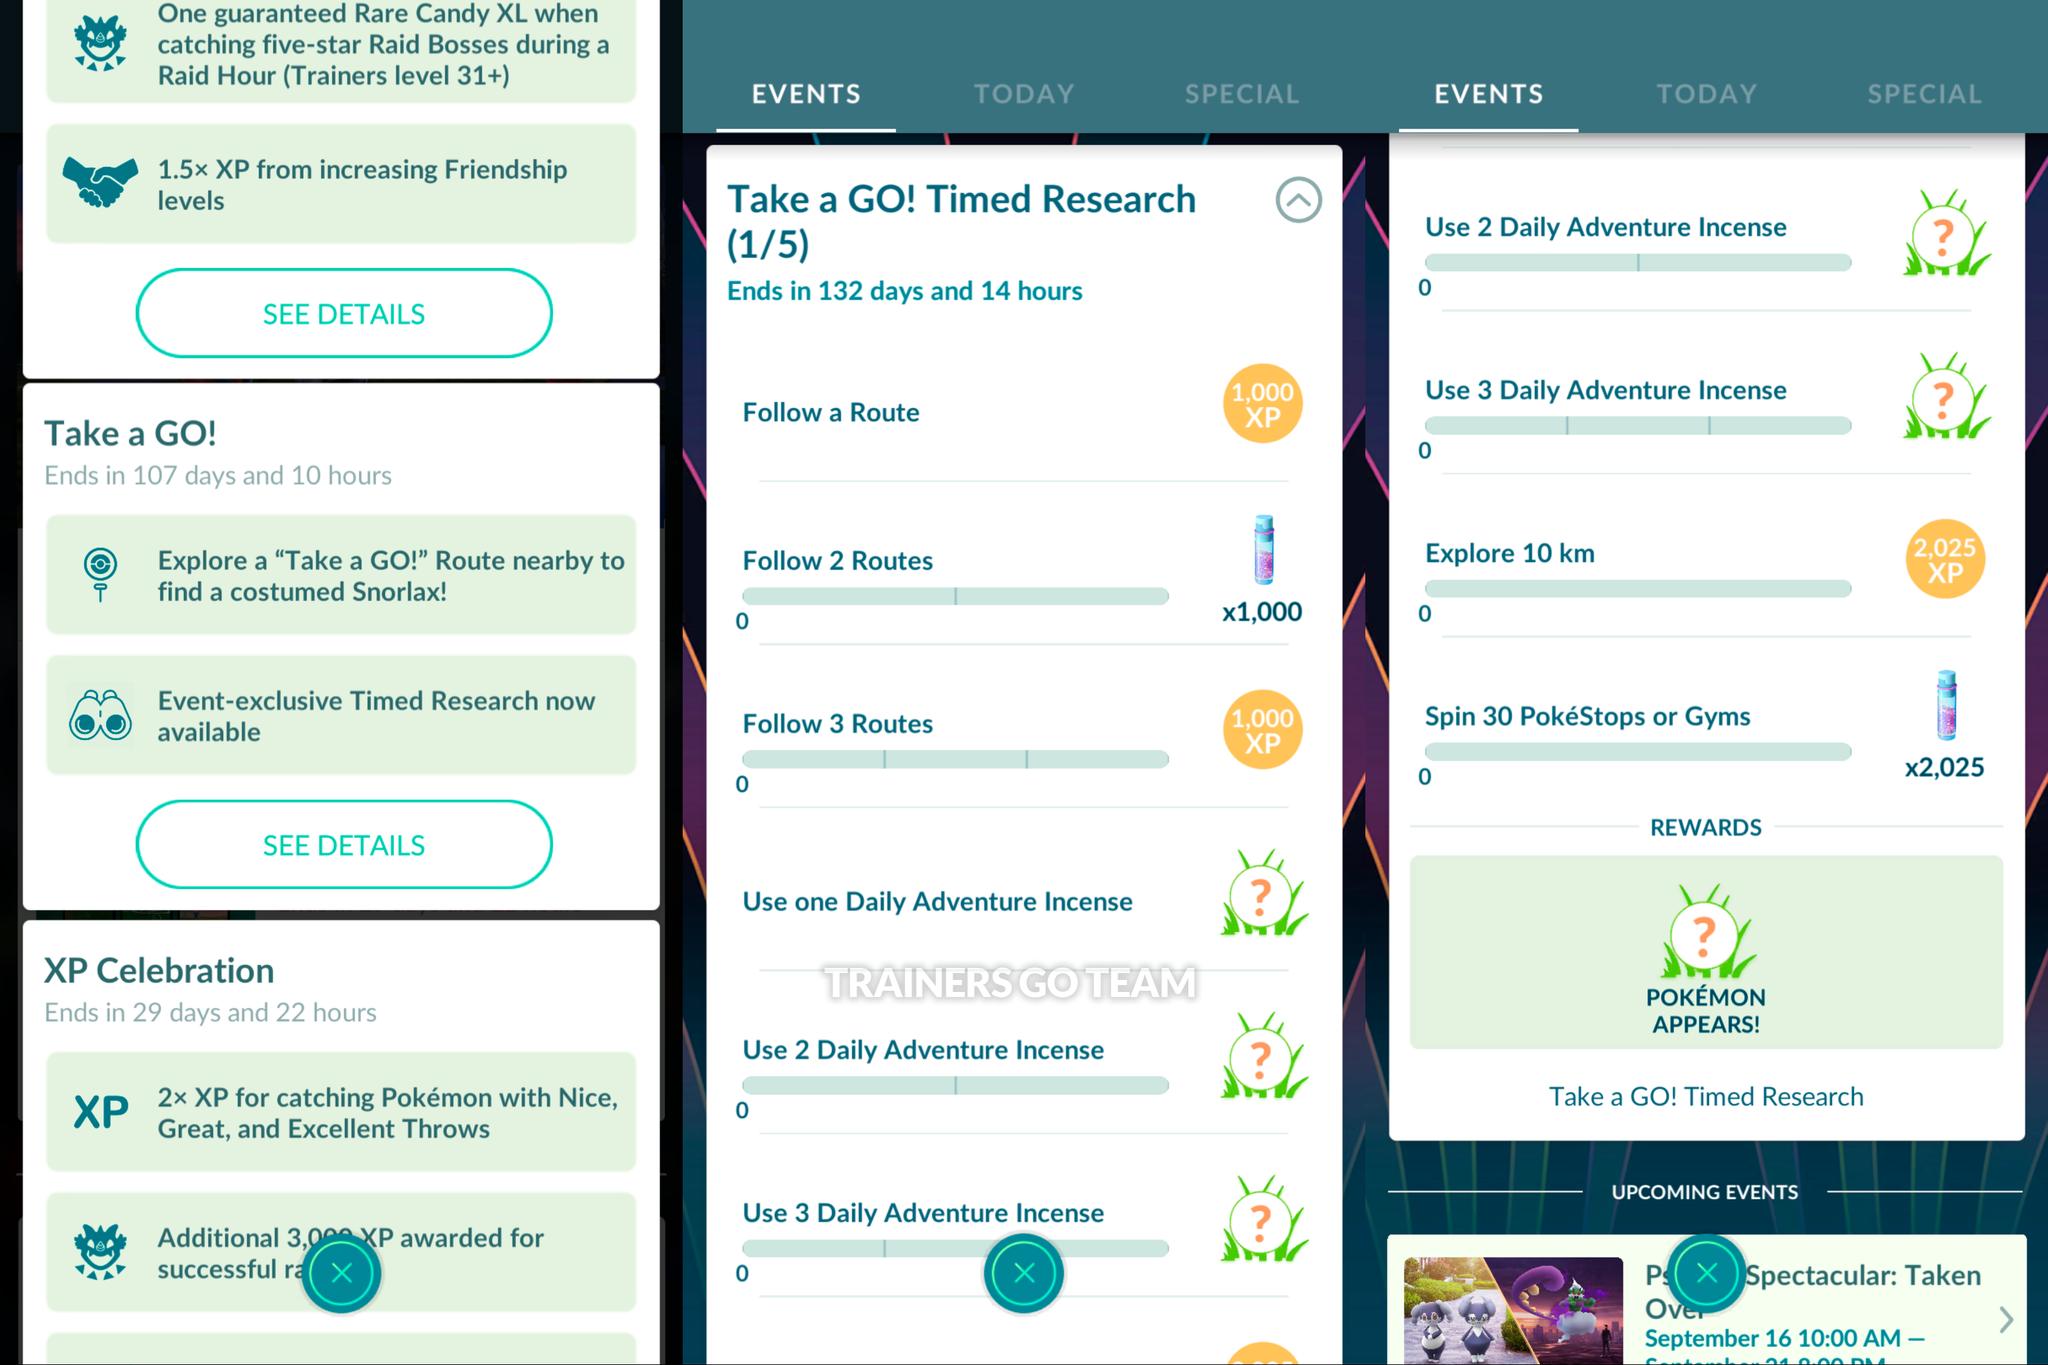 One guaranteed Rare Candy XL when
catching five-star Raid Bosses during a
Raid Hour (Trainers level 31+)
1.5× XP from increasing Friendship
levels
SEE DETAILS
Take a GO!
Ends in 107 days and 10 hours
Explore a “Take a GO!” Route nearby to
find a costumed Snorlax!
Event-exclusive Timed Research now
available
SEE DETAILS
XP Celebration
Ends in 29 days and 22 hours
XP
2× XP for catching Pokémon with Nice,
Great, and Excellent Throws
Additional 3,000 XP awarded for
successful
EVENTS
TODAY
SPECIAL
Take a GO! Timed Research
(1/5)
Ends in 132 days and 14 hours
Follow a Route
1,000
XP
Follow 2 Routes
0
x1,000
Follow 3 Routes
0
1,000
XP
Use one Daily Adventure Incense
?
TRAINERS GO TEAM
Use 2 Daily Adventure Incense
0
?
Use 3 Daily Adventure Incense
0
?
EVENTS
TODAY
SPECIAL
Use 2 Daily Adventure Incense
0
?
Use 3 Daily Adventure Incense
0
?
Explore 10 km
0
2,025
XP
Spin 30 PokéStops or Gyms
0
x2,025
REWARDS
?
POKÉMON
APPEARS!
Take a GO! Timed Research
UPCOMING EVENTS
Spectacular: Taken
Over
September 16 10:00 AM –